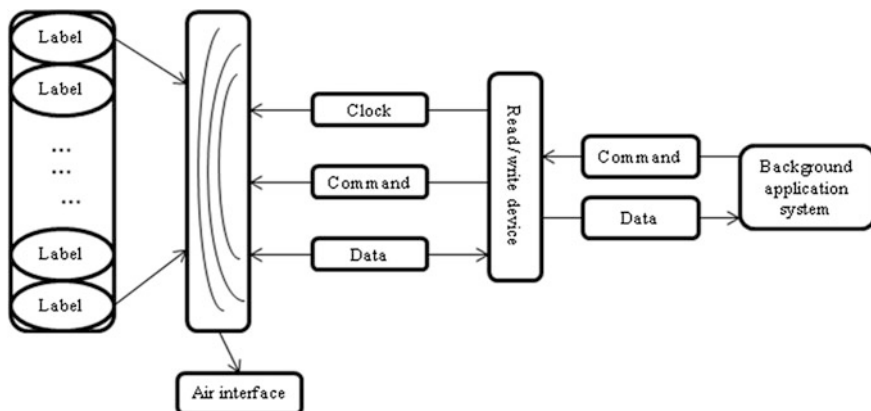 Label
Label
...
...
...
Label
Label
Clock
Command
Data
Read/write device
Command
Data
Background
application
system
Air interface